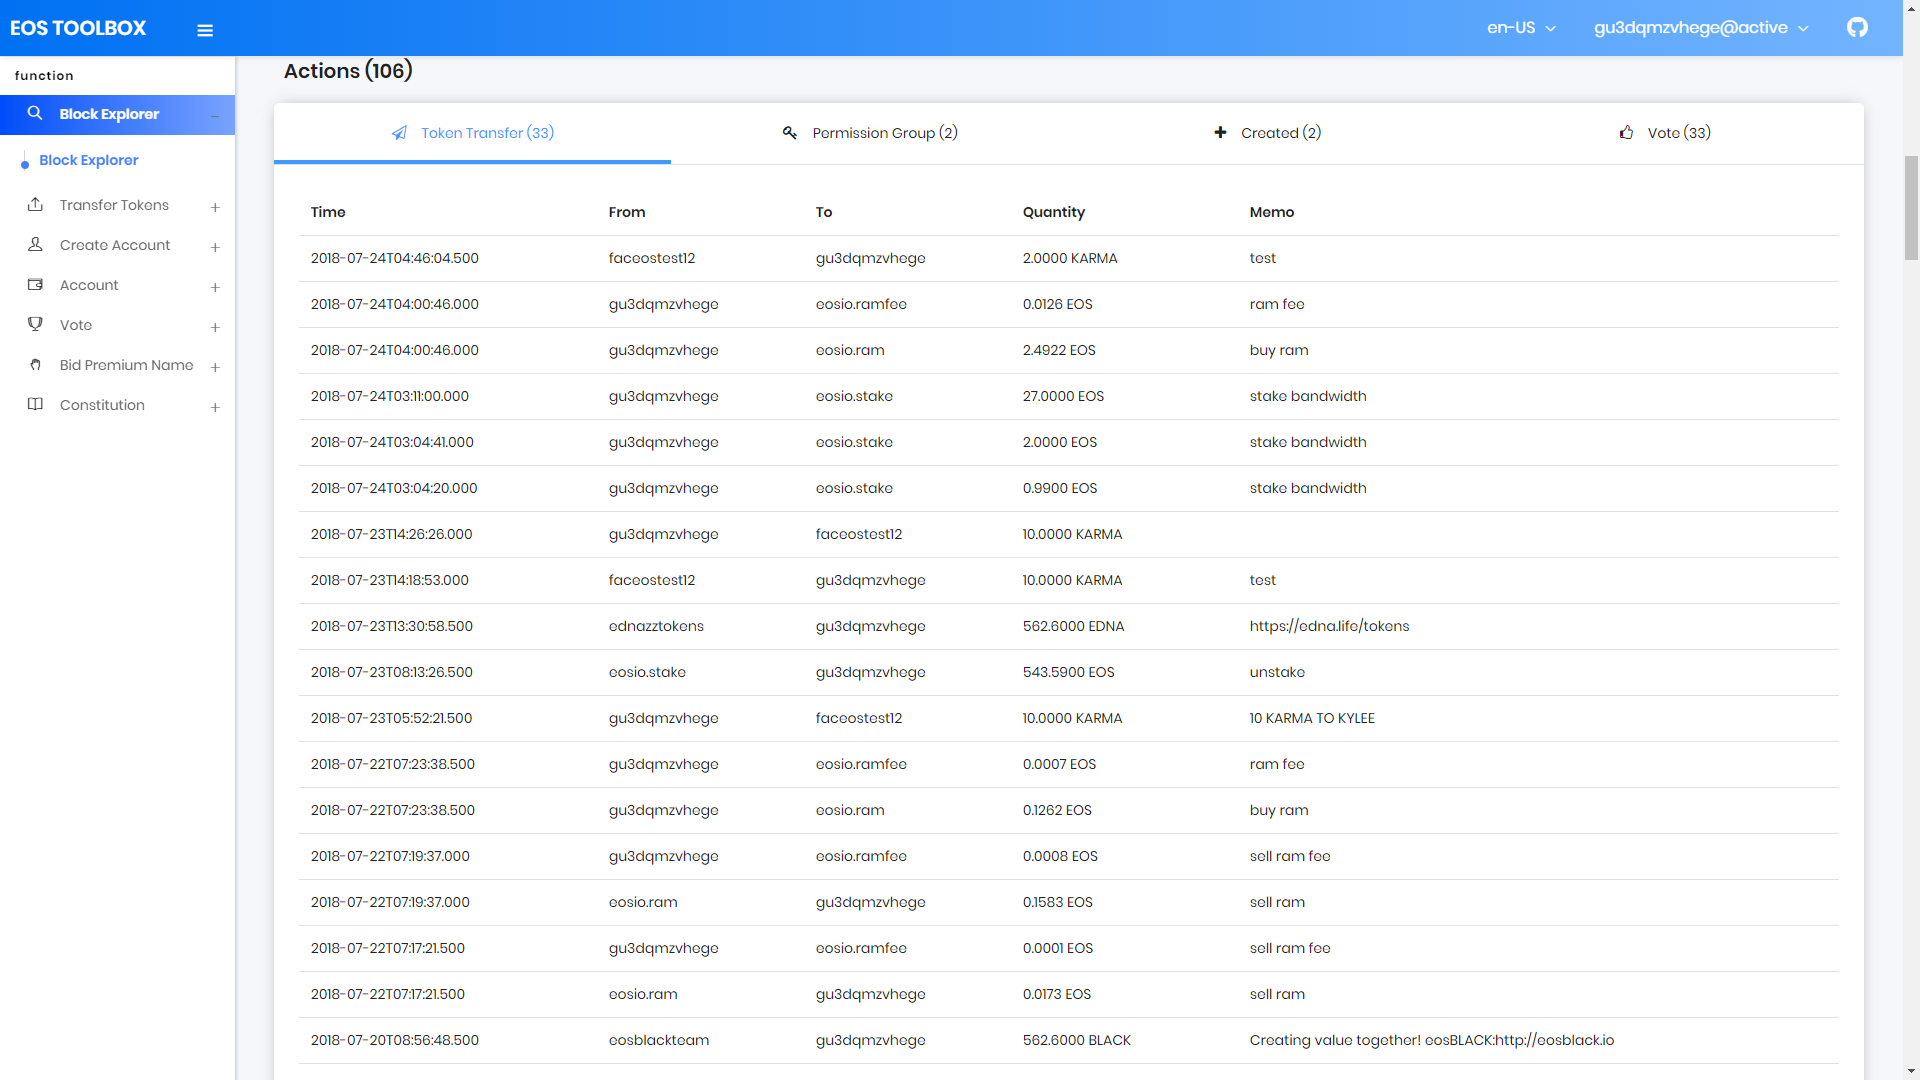 EOS TOOLBOX
en-US
gu3dqmzvhege@active
function
Block Explorer
Block Explorer
Transfer Tokens
Create Account
Account
Vote
Bid Premium Name
Constitution
Actions (106)
Token Transfer (33) Permission Group (2) Created (2) Vote (33)
Time From To Quantity Memo
2018-07-24T04:46:04.500 faceostest12 gu3dqmzvhege 2.0000 KARMA test
2018-07-24T04:00:46.000 gu3dqmzvhege eosio.ramfee 0.0126 EOS ram fee
2018-07-24T04:00:46.000 gu3dqmzvhege eosio.ram 2.4922 EOS buy ram
2018-07-24T03:11:00.000 gu3dqmzvhege eosio.stake 27.0000 EOS stake bandwidth
2018-07-24T03:04:41.000 gu3dqmzvhege eosio.stake 2.0000 EOS stake bandwidth
2018-07-24T03:04:20.000 gu3dqmzvhege eosio.stake 0.9900 EOS stake bandwidth
2018-07-23T14:26:26.000 gu3dqmzvhege faceostest12 10.0000 KARMA
2018-07-23T14:18:53.000 faceostest12 gu3dqmzvhege 10.0000 KARMA test
2018-07-23T13:30:58.500 ednazztokens gu3dqmzvhege 562.6000 EDNA https://edna.life/tokens
2018-07-23T08:13:26.500 eosio.stake gu3dqmzvhege 543.5900 EOS unstake
2018-07-23T05:52:21.500 gu3dqmzvhege faceostest12 10.0000 KARMA 10 KARMA TO KYLEE
2018-07-22T07:23:38.500 gu3dqmzvhege eosio.ramfee 0.0007 EOS ram fee
2018-07-22T07:23:38.500 gu3dqmzvhege eosio.ram 0.1262 EOS buy ram
2018-07-22T07:19:37.000 gu3dqmzvhege eosio.ramfee 0.0008 EOS sell ram fee
2018-07-22T07:19:37.000 eosio.ram gu3dqmzvhege 0.1583 EOS sell ram
2018-07-22T07:17:21.500 gu3dqmzvhege eosio.ramfee 0.0001 EOS sell ram fee
2018-07-22T07:17:21.500 eosio.ram gu3dqmzvhege 0.0173 EOS sell ram
2018-07-20T08:56:48.500 eosblackteam gu3dqmzvhege 562.6000 BLACK Creating value together! eosBLACK:http://eosblack.io